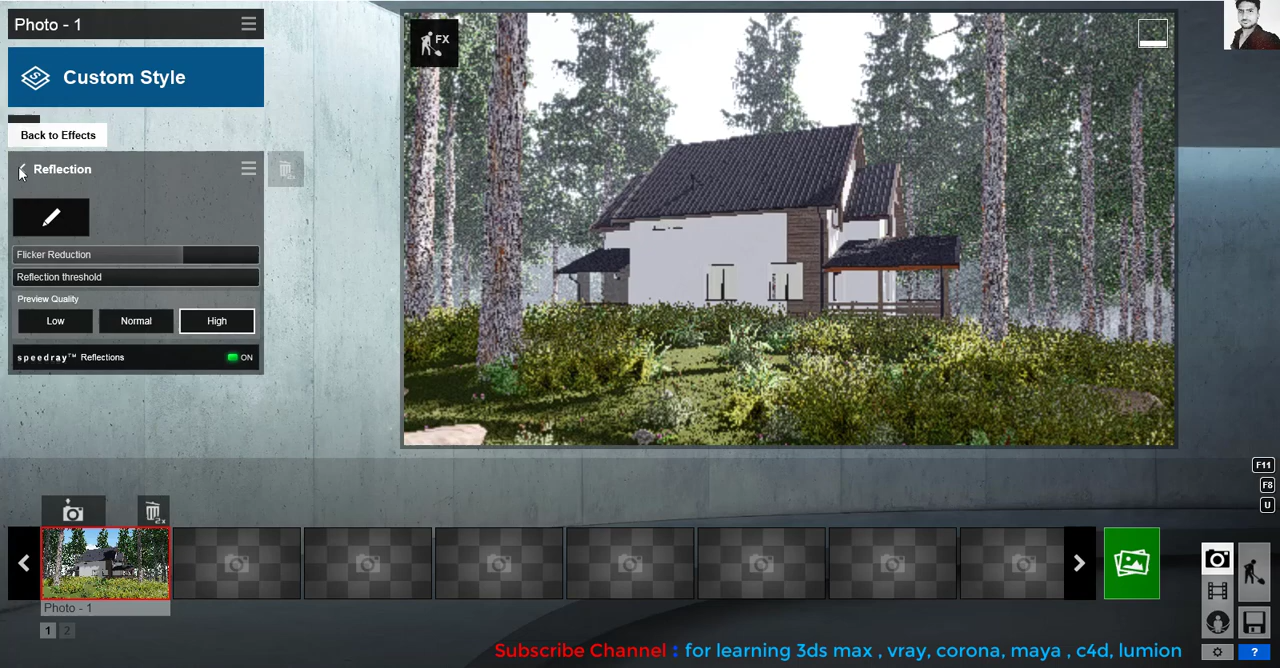 Photo - 1
FX
Custom Style
Back to Effects
Reflection
Flicker Reduction
Reflection threshold
Preview Quality
Low Normal High
speedray™ Reflections ON
F11
F8
U
Photo - 1
1 2
?
Subscribe Channel : for learning 3ds max , vray, corona, maya , c4d, lumion